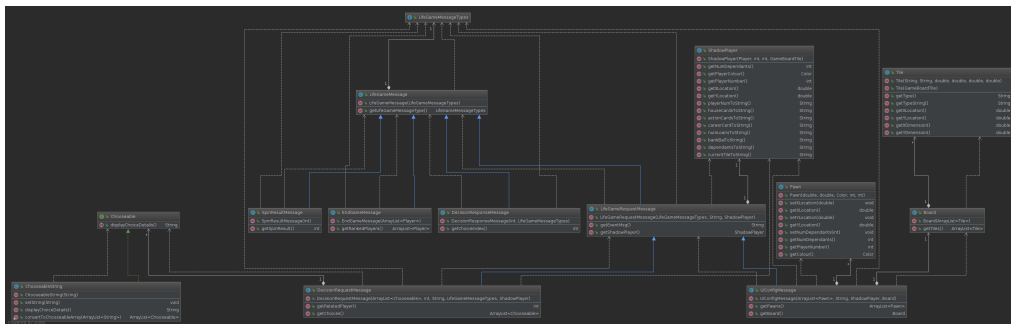 LifeGameMessageTypes
LifeGameMessage
LifeGameMessage(LifeGameMessageTypes)
getLifeGameMessageType() LifeGameMessageTypes
ShadowPlayer
ShadowPlayer(Player, int, int, GameBoardTile)
getNumDependants() int
getPlayerColour() Color
getPlayerNumber() int
getXLocation() double
getYLocation() double
playerNumToString() String
houseCardsToString() String
actionCardsToString() String
careerCardToString() String
numLoansToString() String
bankBalToString() String
dependantsToString() String
currentTileToString() String
Tile
Tile(String, String, double, double, double, double)
Tile(GameBoardTile)
getType() String
getTypeString() String
getXLocation() double
getYLocation() double
getXDimension() double
getYDimension() double
Pawn
Pawn(double, double, Color, int, int)
setXLocation(double) void
getXLocation() double
setYLocation(double) void
getYLocation() double
setNumDependants(int) void
getNumDependants() int
getPlayerNumber() int
getColour() Color
Chooseable
displayChoiceDetails() String
SpinResultMessage
SpinResultMessage(int)
getSpinResult() int
EndGameMessage
EndGameMessage(ArrayList<Player>)
getRankedPlayers() ArrayList<Player>
DecisionResponseMessage
DecisionResponseMessage(int, LifeGameMessageTypes)
getChoiceIndex() int
LifeGameRequestMessage
LifeGameRequestMessage(LifeGameMessageTypes, String, ShadowPlayer)
getEventMsg() String
getShadowPlayer() ShadowPlayer
Board
Board(ArrayList<Tile>)
getTiles() ArrayList<Tile>
ChooseableString
ChooseableString(String)
setString(String) void
displayChoiceDetails() String
convertToChooseableArray(ArrayList<String>) ArrayList<Chooseable>
DecisionRequestMessage
DecisionRequestMessage(ArrayList<Chooseable>, int, String, LifeGameMessageTypes, ShadowPlayer)
getRelatedPlayer() int
getChoices() ArrayList<Chooseable>
UIConfigMessage
UIConfigMessage(ArrayList<Pawn>, String, ShadowPlayer, Board)
getPawns() ArrayList<Pawn>
getBoard() Board